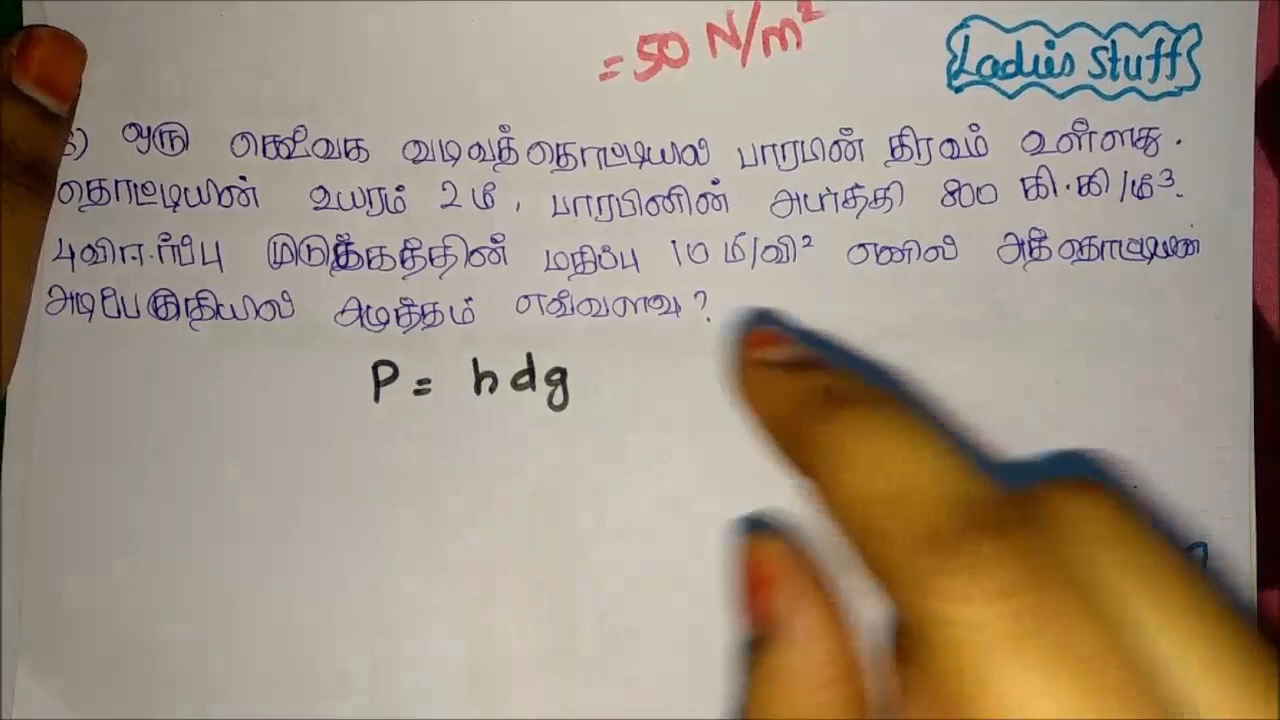 = 50 N/m²
Ladies Stuff
ஒரு செவ்வக வடிவத்தொட்டியில் பாரபின் திரவம் உள்ளது.
தொட்டியின் உயரம் 2 மீ, பாரபினின் அடர்த்தி 800 கி.கி/மீ³.
புவிஈர்ப்பு முடுக்கத்தின் மதிப்பு 10 மீ/வி² எனில் அத்தொட்டியின்
அடிப்பகுதியில் அழுத்தம் எவ்வளவு?
P = hdg